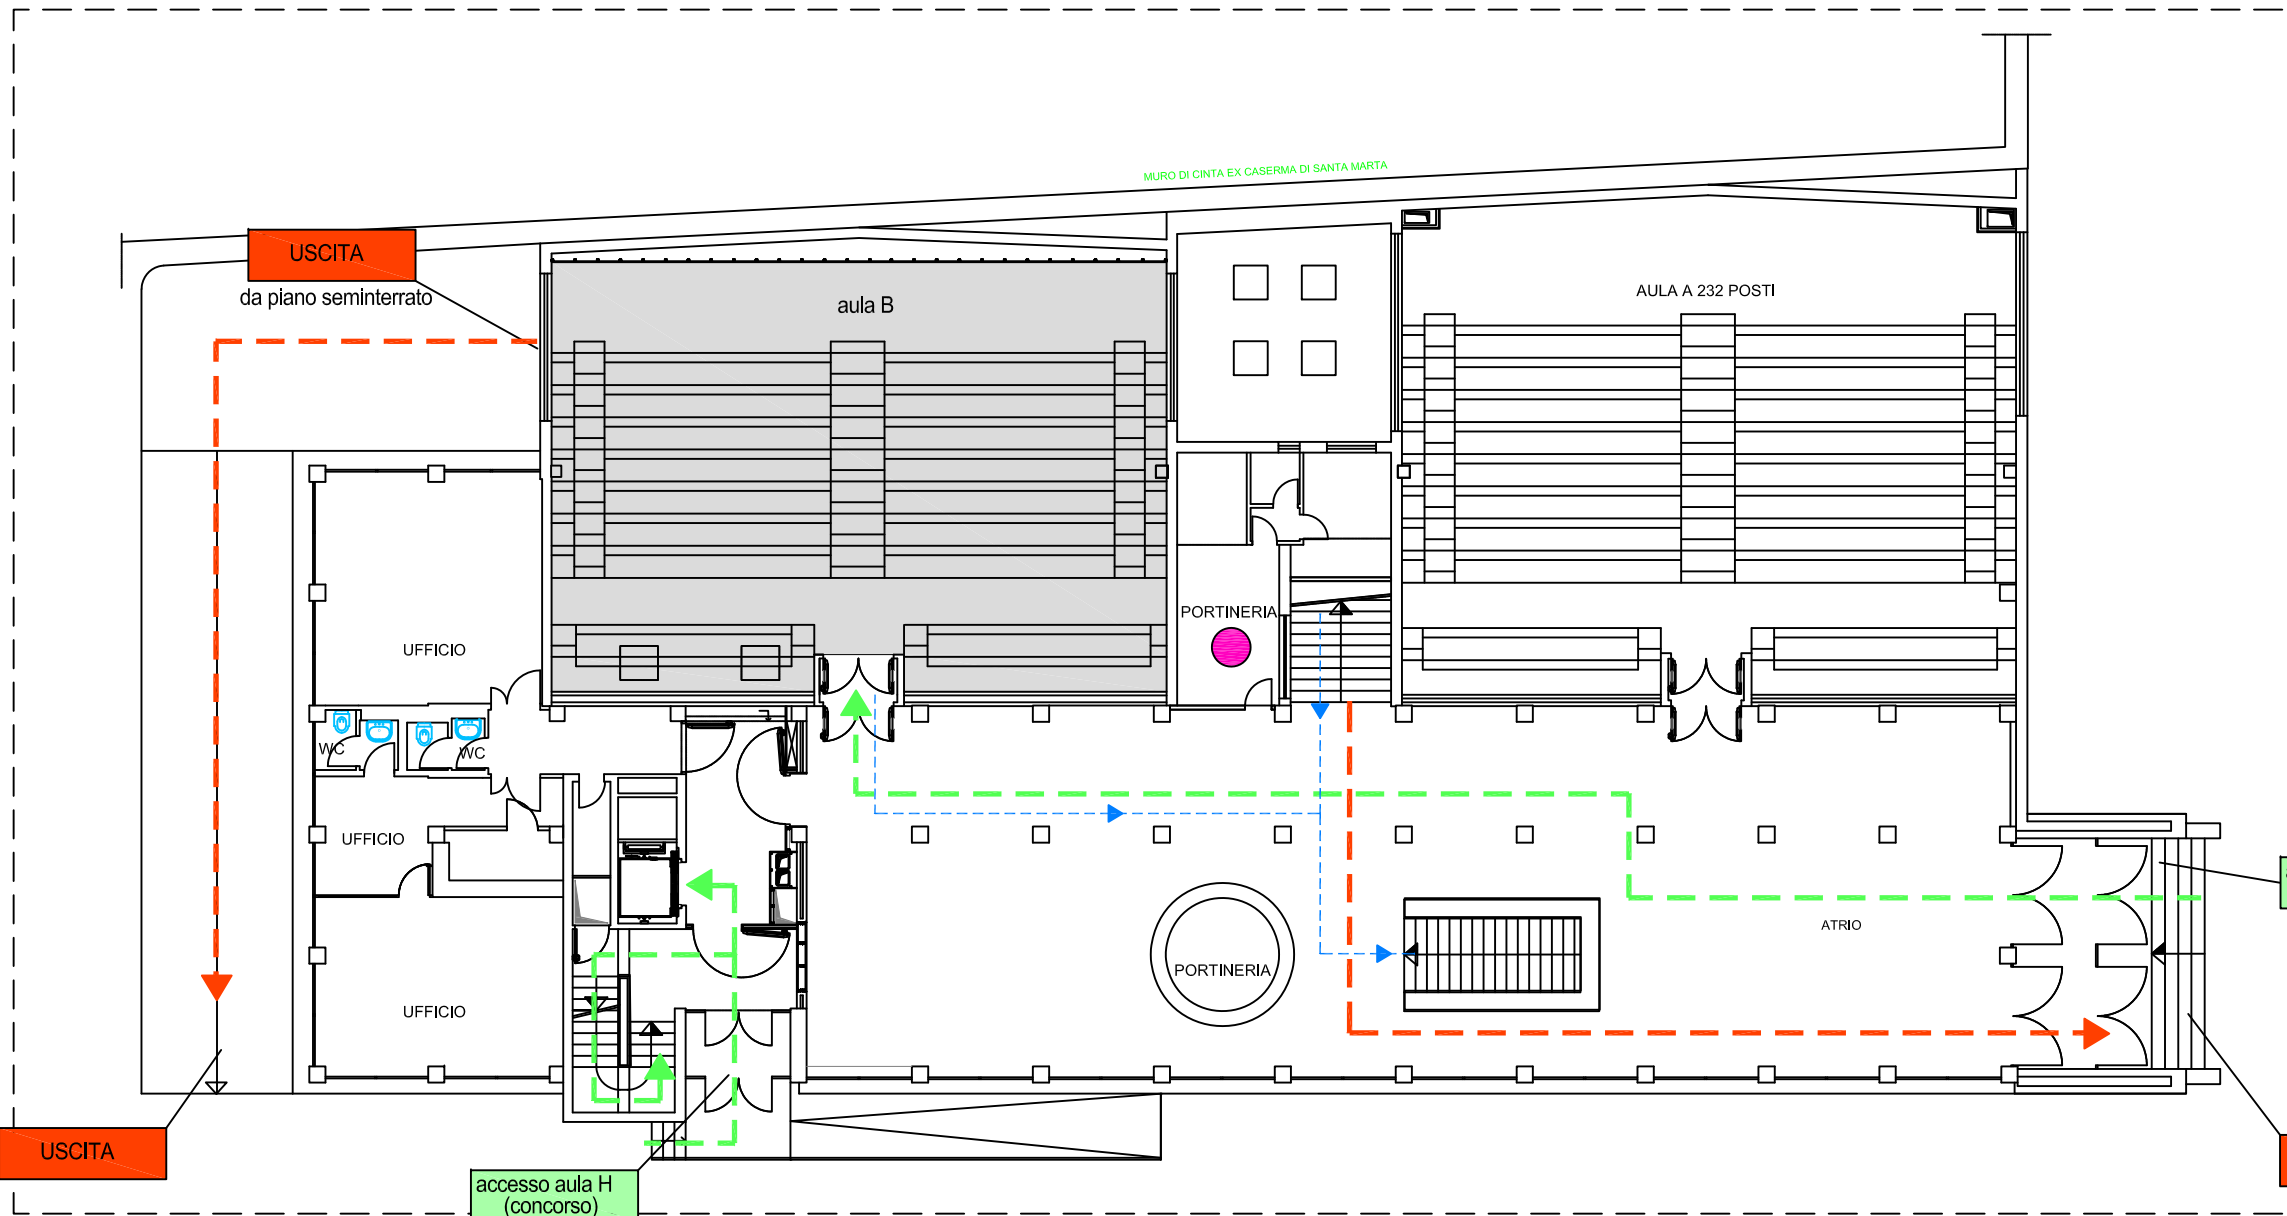 MURO DI CINTA EX CASERMA DI SANTA MARTA
USCITA
da piano seminterrato
aula B
AULA A 232 POSTI
PORTINERIA
UFFICIO
WC
WC
UFFICIO
ATRIO
PORTINERIA
UFFICIO
USCITA
accesso aula H
(concorso)